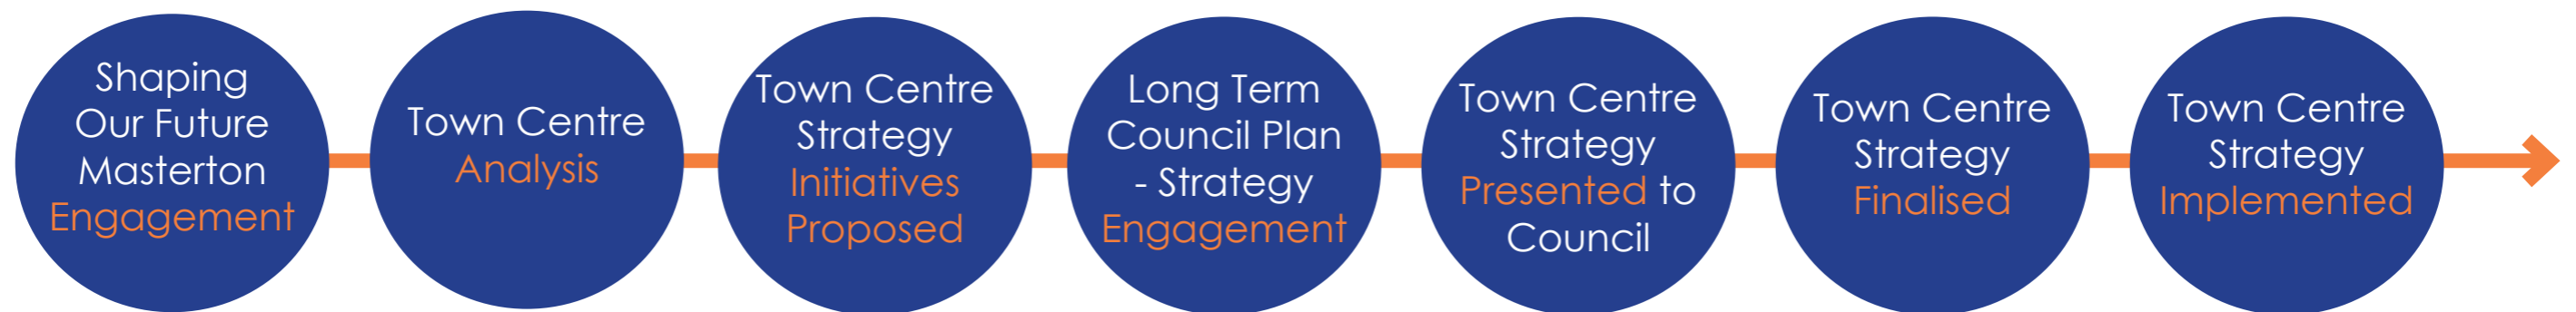 Shaping
Our Future
Masterton
Engagement
Town Centre
Analysis
Town Centre
Strategy
Initiatives
Proposed
Long Term
Council Plan
- Strategy
Engagement
Town Centre
Strategy
Presented to
Council
Town Centre
Strategy
Finalised
Town Centre
Strategy
Implemented